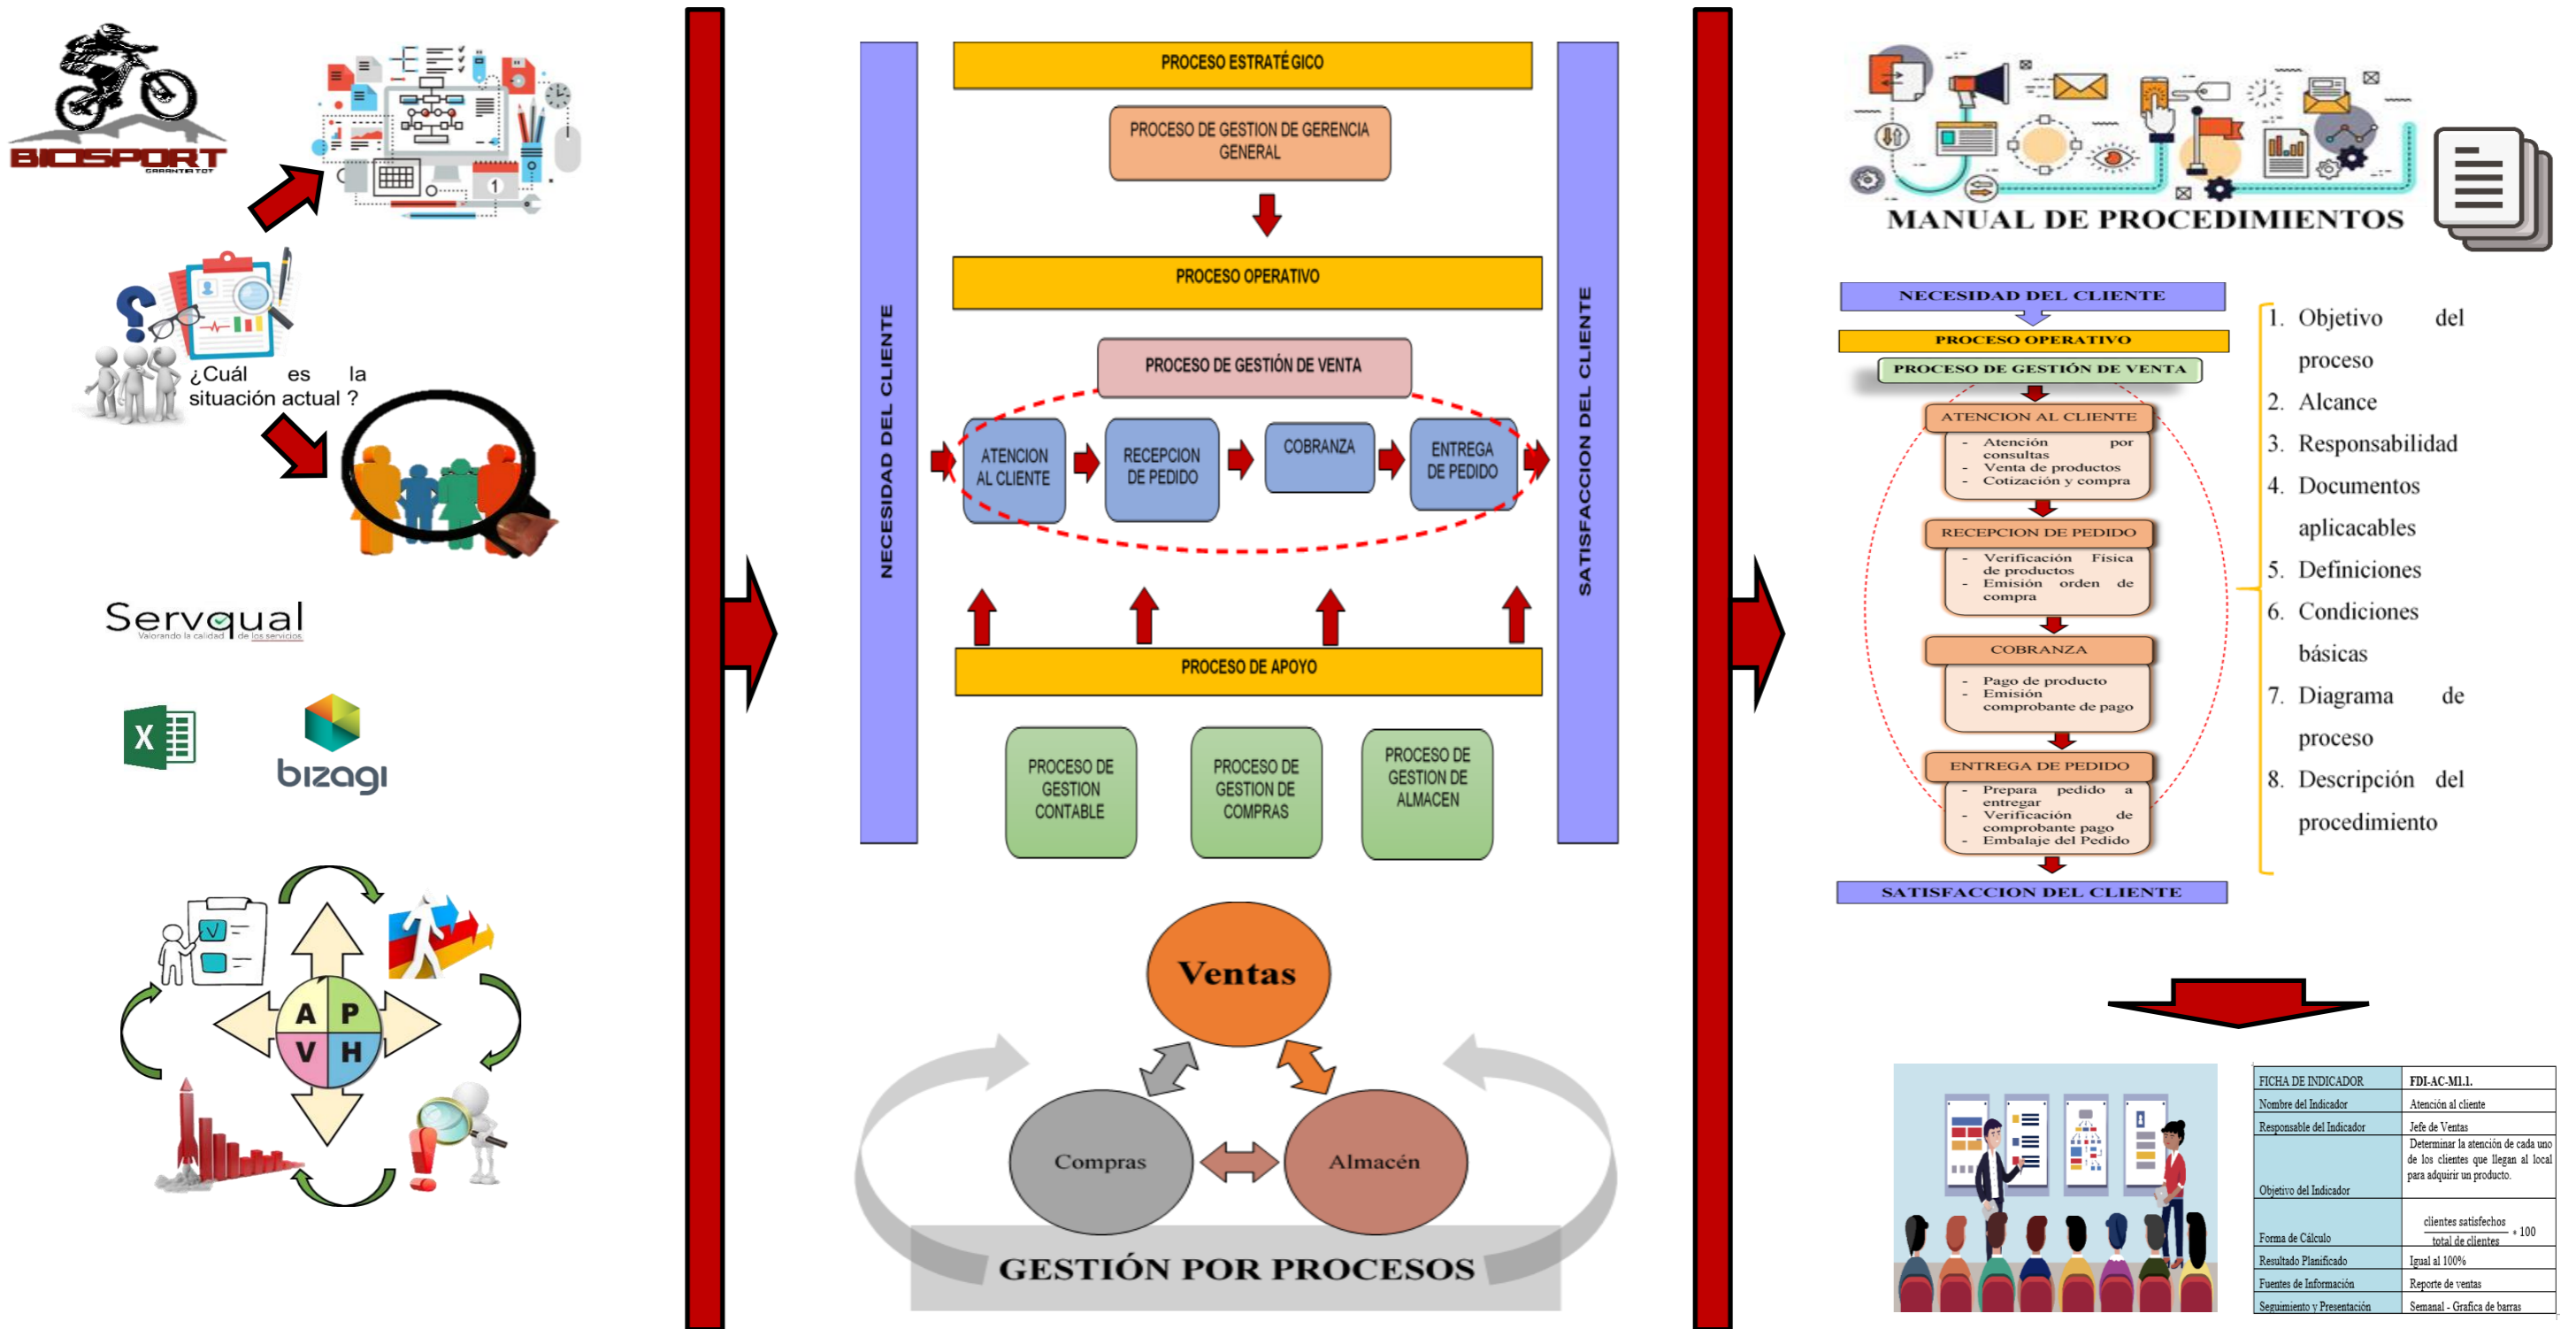 BICISPORT
GARANTIA TOT
1
¿Cuál es la
situación actual ?
Servqual
Valorando la calidad de los servicios
X
bizagi
A P
V H
PROCESO ESTRATÉGICO
PROCESO DE GESTION DE GERENCIA
GENERAL
PROCESO OPERATIVO
NECESIDAD DEL CLIENTE
PROCESO DE GESTIÓN DE VENTA
ATENCION
AL CLIENTE
RECEPCION
DE PEDIDO
COBRANZA
ENTREGA
DE PEDIDO
SATISFACCION DEL CLIENTE
PROCESO DE APOYO
PROCESO DE
GESTION
CONTABLE
PROCESO DE
GESTION DE
COMPRAS
PROCESO DE
GESTION DE
ALMACEN
Ventas
Compras
Almacén
GESTIÓN POR PROCESOS
MANUAL DE PROCEDIMIENTOS
NECESIDAD DEL CLIENTE
PROCESO OPERATIVO
PROCESO DE GESTIÓN DE VENTA
ATENCION AL CLIENTE
- Atención por
consultas
- Venta de productos
- Cotización y compra
RECEPCION DE PEDIDO
- Verificación Física
de productos
- Emisión orden de
compra
COBRANZA
- Pago de producto
- Emisión
comprobante de pago
ENTREGA DE PEDIDO
- Prepara pedido a
entregar
- Verificación de
comprobante pago
- Embalaje del Pedido
SATISFACCION DEL CLIENTE
1. Objetivo del
proceso
2. Alcance
3. Responsabilidad
4. Documentos
aplicacables
5. Definiciones
6. Condiciones
básicas
7. Diagrama de
proceso
8. Descripción del
procedimiento
FICHA DE INDICADOR FDI-AC-M1.1.
Nombre del Indicador Atención al cliente
Responsable del Indicador Jefe de Ventas
Determinar la atención de cada uno
de los clientes que llegan al local
para adquirir un producto.
Objetivo del Indicador
clientes satisfechos
Forma de Cálculo total de clientes * 100
Resultado Planificado Igual al 100%
Fuentes de Información Reporte de ventas
Seguimiento y Presentación Semanal - Grafica de barras